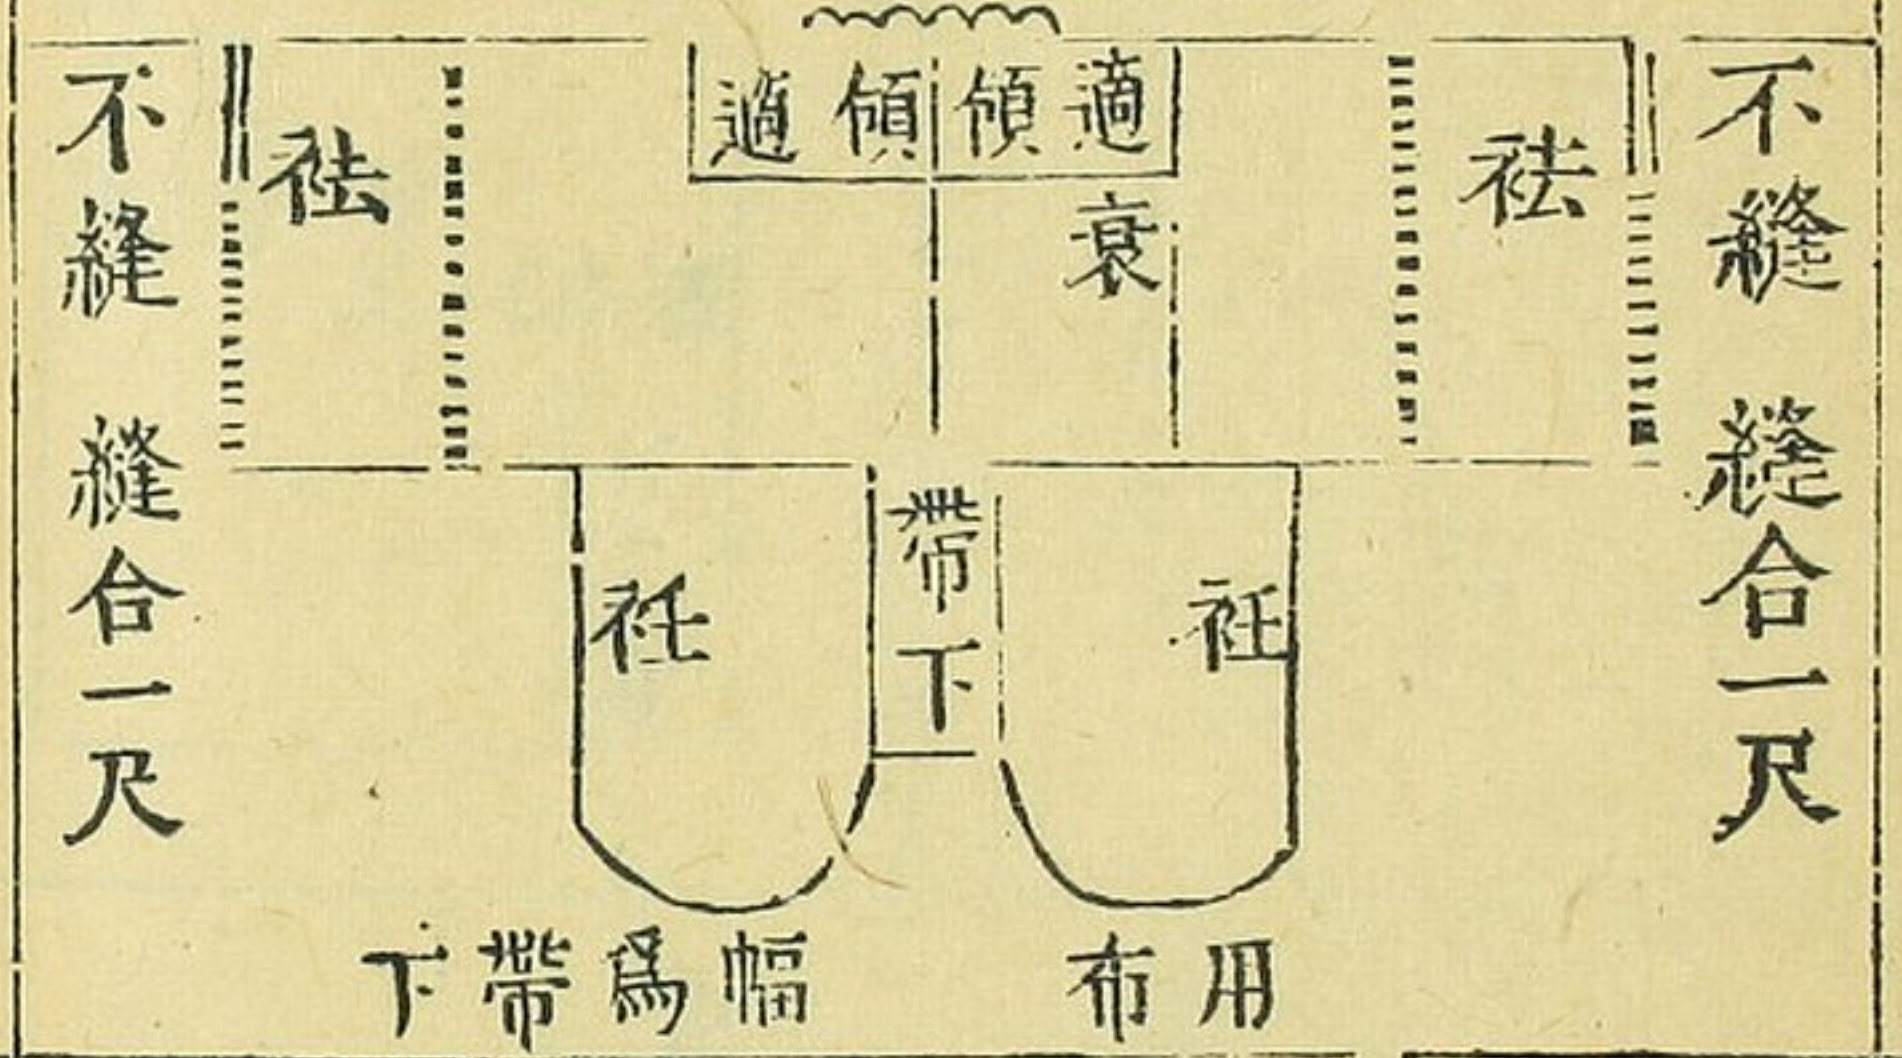 不縫 縫合一尺
袪
適 領 領 適
衰
袪
不縫 縫合一尺
衽
帶下
衽
用布 幅爲帶下